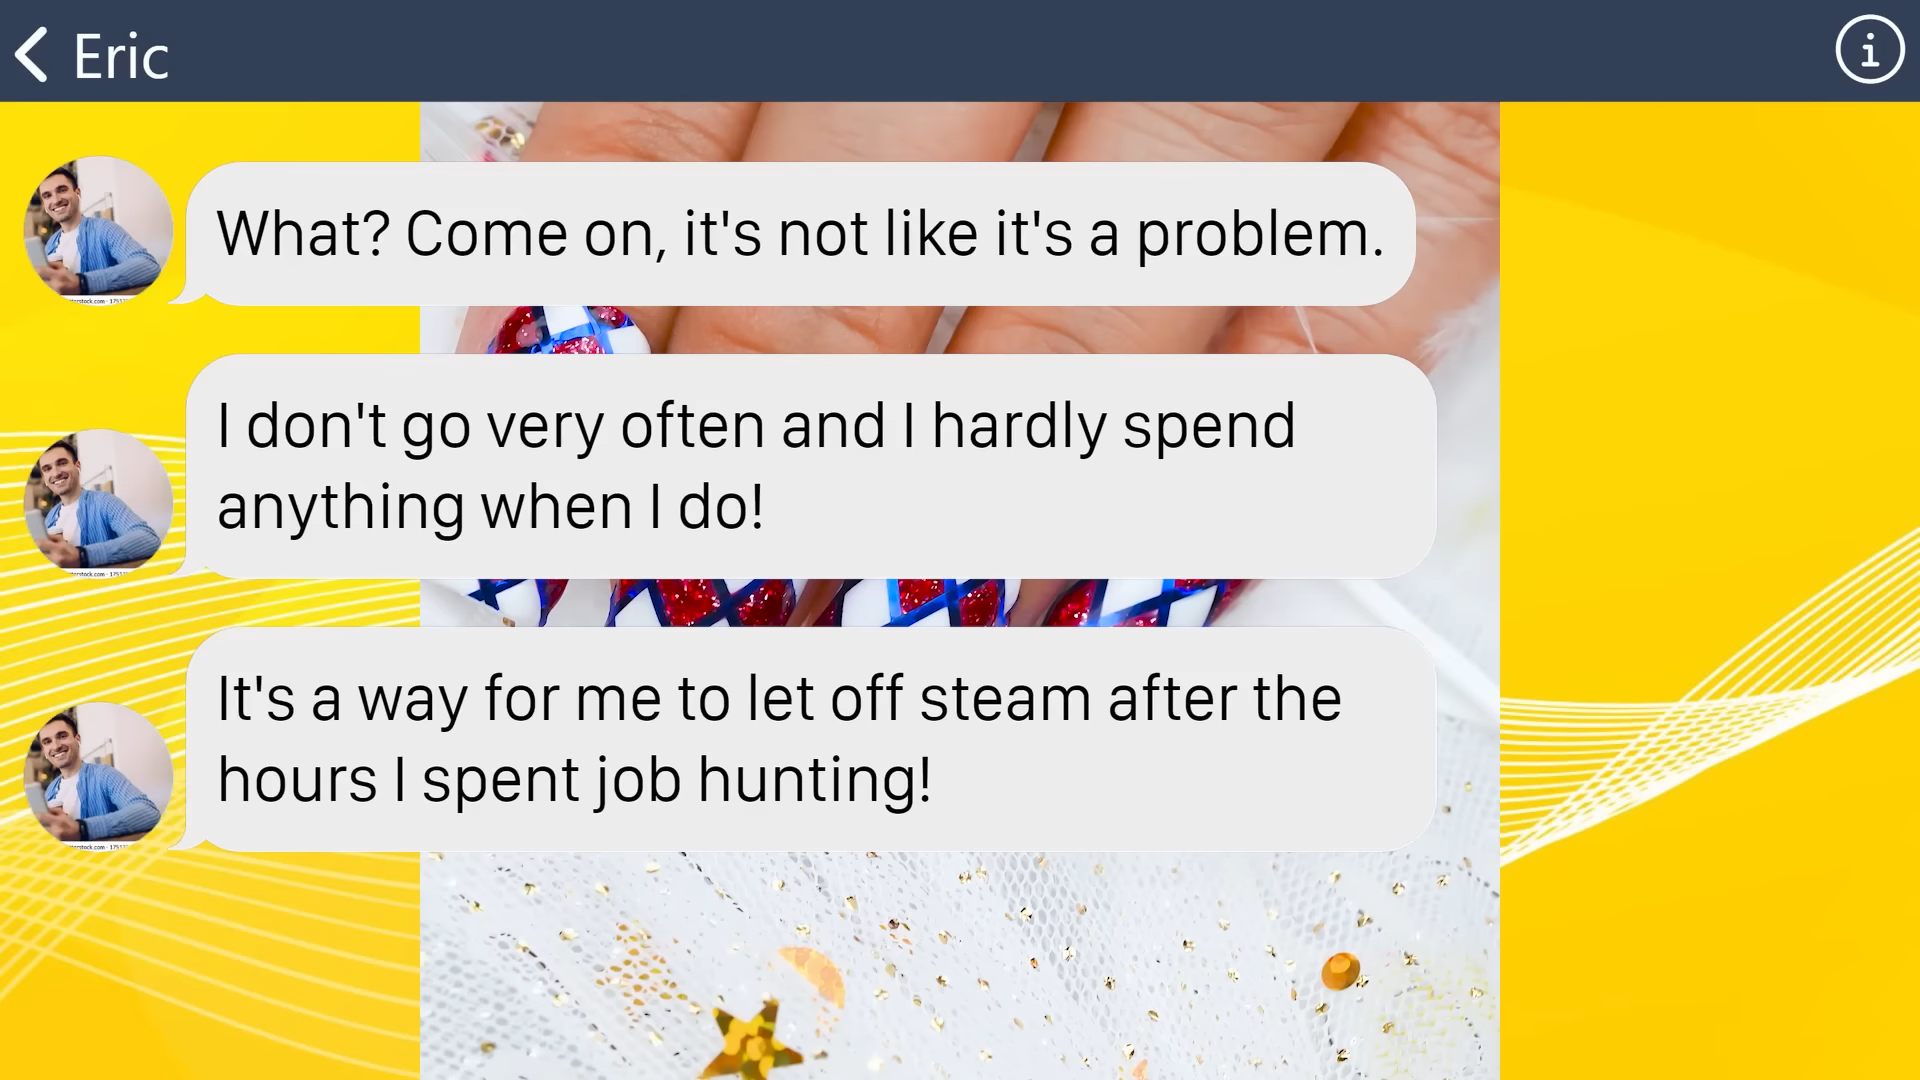 Eric
What? Come on, it's not like it's a problem.
I don't go very often and I hardly spend
anything when I do!
It's a way for me to let off steam after the
hours I spent job hunting!